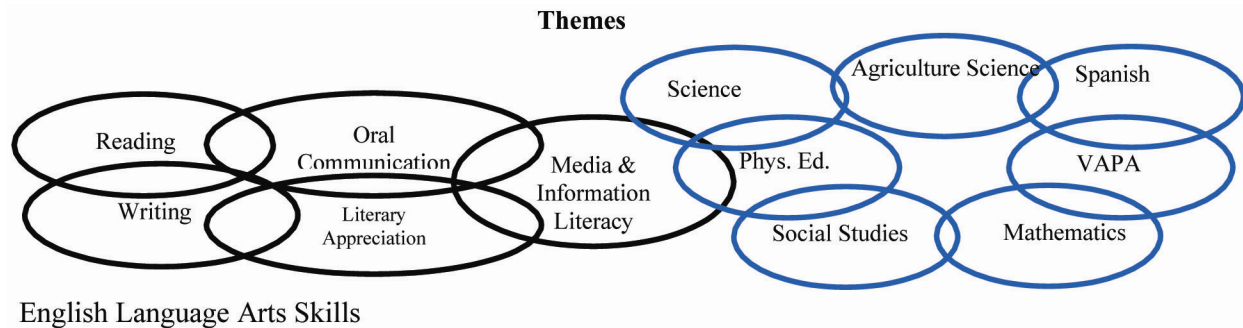 Themes
Reading
Oral
Communication
Writing
Literary
Appreciation
Media &
Information
Literacy
Science
Agriculture Science
Spanish
Phys. Ed.
VAPA
Social Studies
Mathematics
English Language Arts Skills